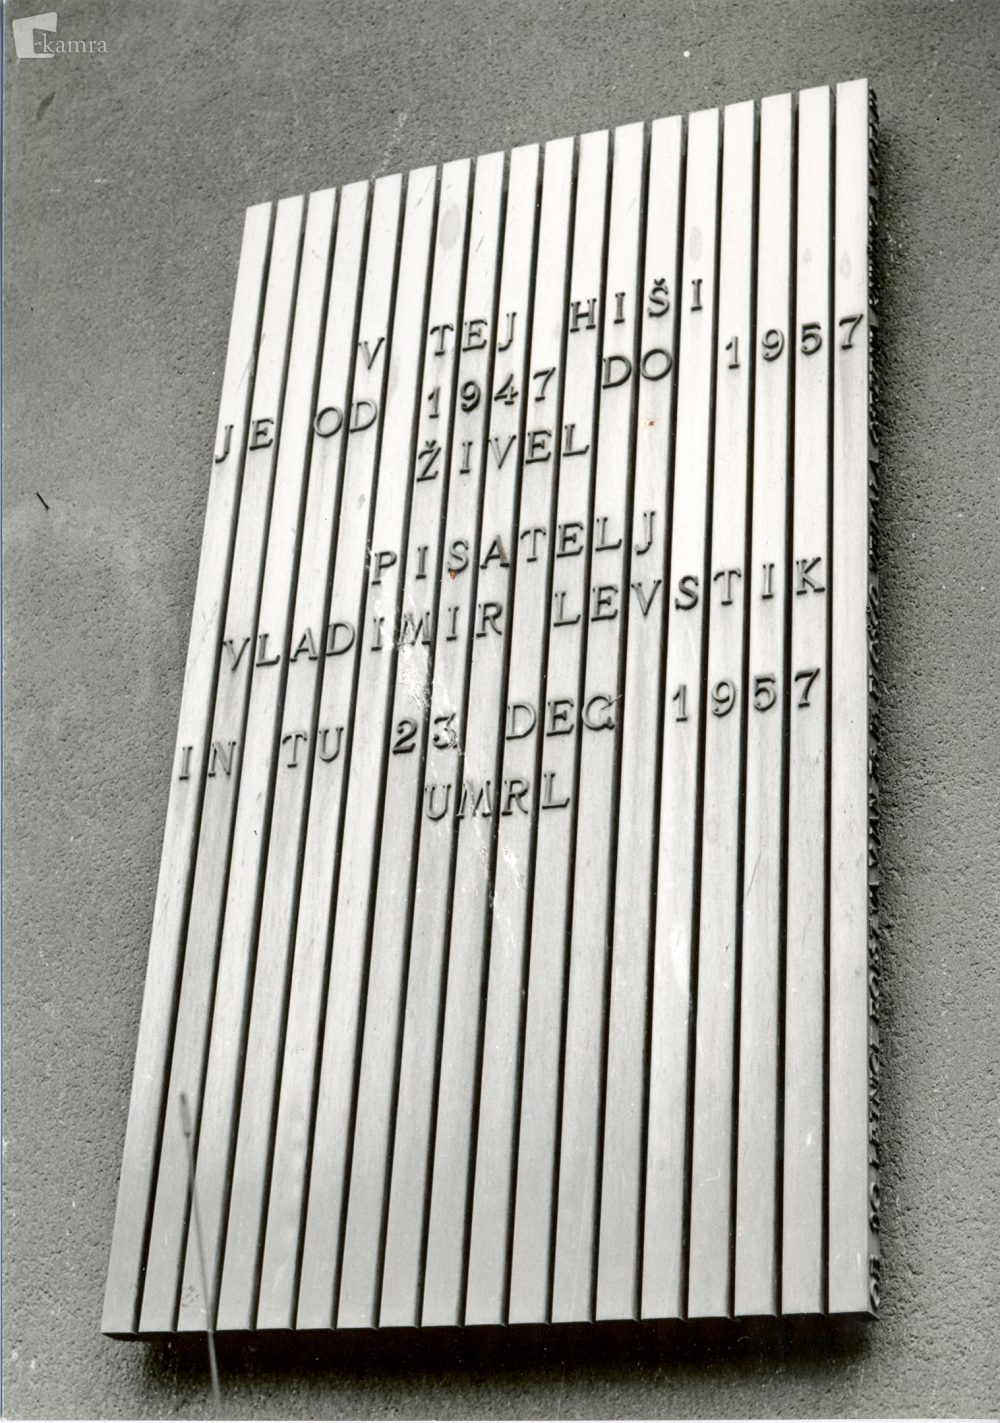 kamra
V TEJ HIŠI
JE OD 1947 DO 1957
ŽIVEL
PISATELJ
VLADIMIR LEVSTIK
IN TU 23 DEC 1957
UMRL